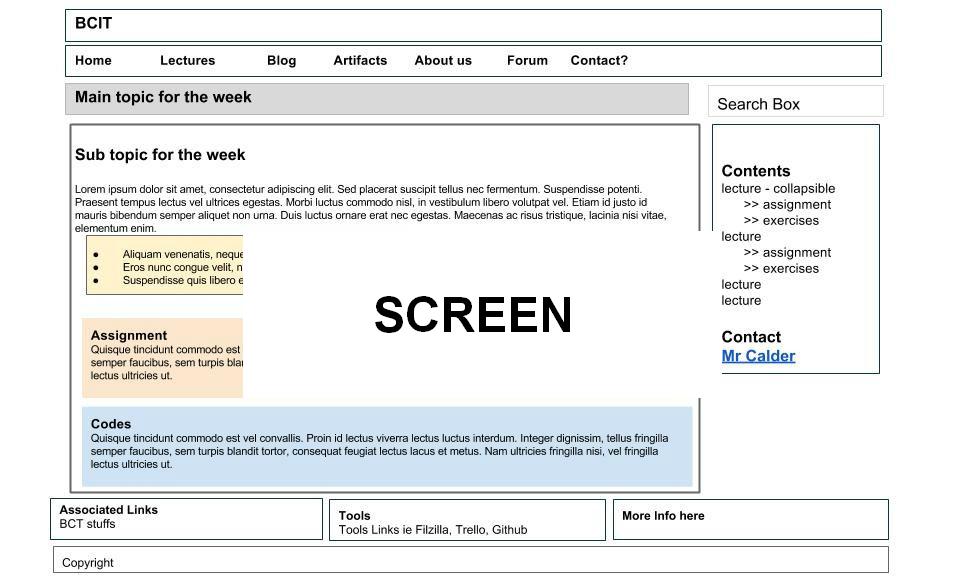 BCIT
Home Lectures Blog Artifacts About us Forum Contact?
Main topic for the week
Search Box
Sub topic for the week
Lorem ipsum dolor sit amet, consectetur adipiscing elit. Sed placerat suscipit tellus nec fermentum. Suspendisse potenti.
Praesent tempus lectus vel ultrices egestas. Morbi luctus commodo nisl, in vestibulum libero volutpat vel. Etiam id justo id
mauris bibendum semper aliquet non urna. Duis luctus ornare erat nec egestas. Maecenas ac risus tristique, lacinia nisi vitae,
elementum enim.
● Aliquam venenatis, neque
● Eros nunc congue velit, n
● Suspendisse quis libero e
SCREEN
Assignment
Quisque tincidunt commodo est
semper faucibus, sem turpis bla
lectus ultricies ut.
Codes
Quisque tincidunt commodo est vel convallis. Proin id lectus viverra lectus luctus interdum. Integer dignissim, tellus fringilla
semper faucibus, sem turpis blandit tortor, consequat feugiat lectus lacus et metus. Nam ultricies fringilla nisi, vel fringilla
lectus ultricies ut.
Contents
lecture - collapsible
>> assignment
>> exercises
lecture
>> assignment
>> exercises
lecture
lecture
Contact
Mr Calder
Associated Links
BCT stuffs
Tools
Tools Links ie Filzilla, Trello, Github
More Info here
Copyright